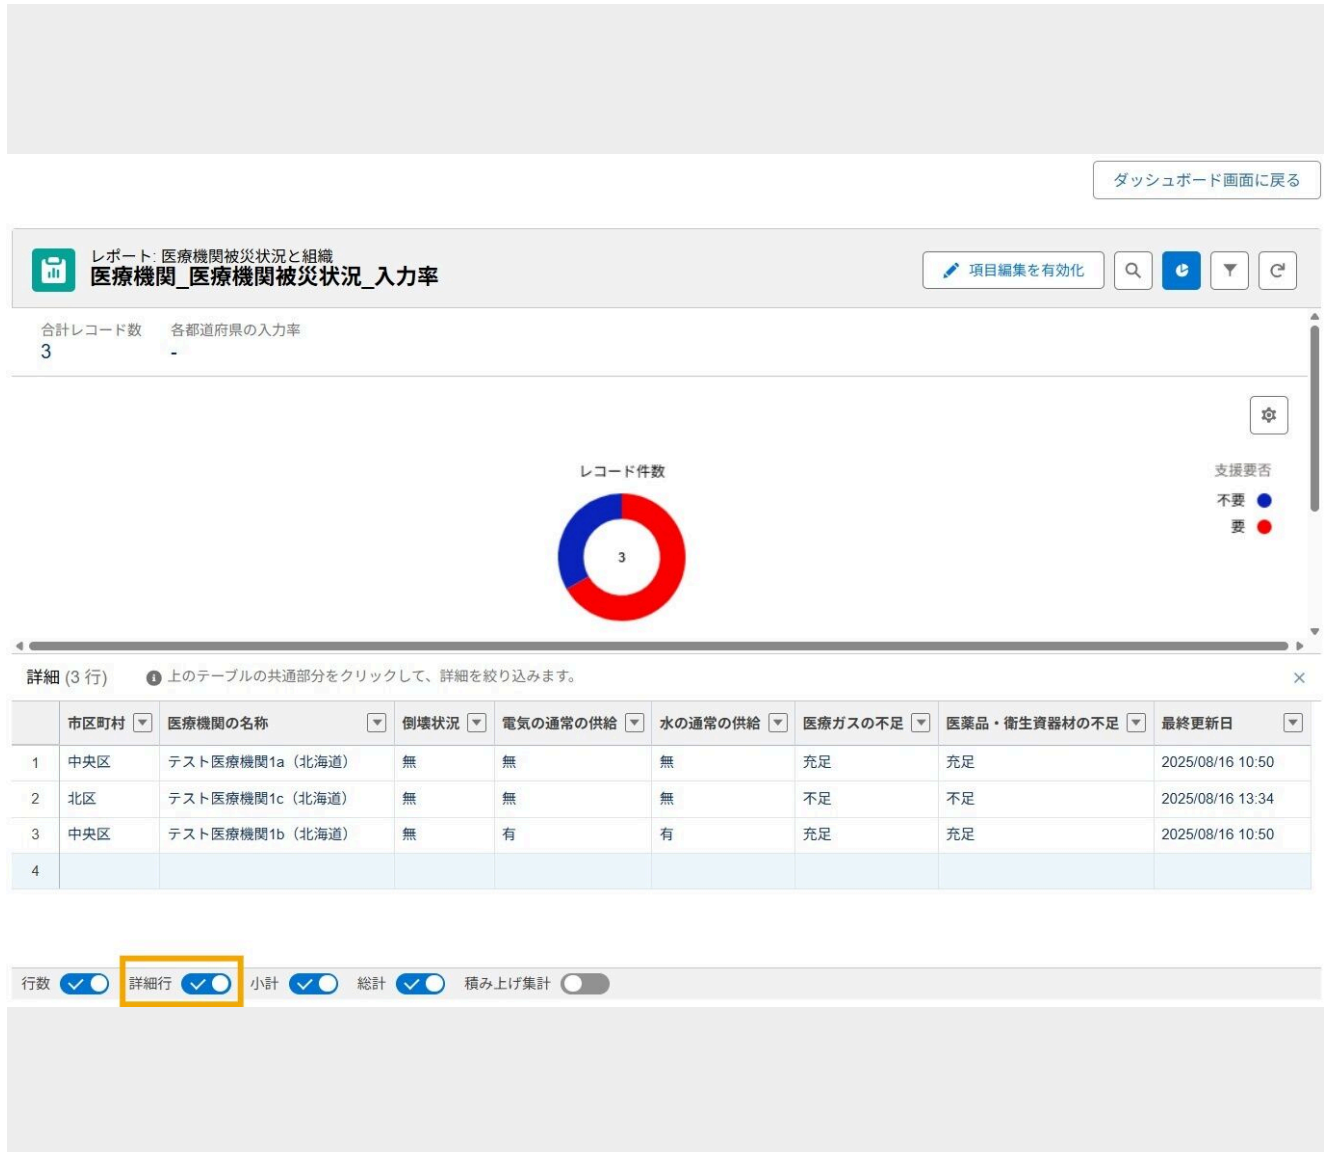 ダッシュボード画面に戻る
レポート: 医療機関被災状況と組織
医療機関_医療機関被災状況_入力率
項目編集を有効化
合計レコード数 各都道府県の入力率
3 -
レコード件数
3
支援要否
不要
要
詳細 (3 行) 上のテーブルの共通部分をクリックして、詳細を絞り込みます。
市区町村 医療機関の名称 倒壊状況 電気の通常の供給 水の通常の供給 医療ガスの不足 医薬品・衛生資器材の不足 最終更新日
1 中央区 テスト医療機関1a（北海道） 無 無 無 充足 充足 2025/08/16 10:50
2 北区 テスト医療機関1c（北海道） 無 無 無 不足 不足 2025/08/16 13:34
3 中央区 テスト医療機関1b（北海道） 無 有 有 充足 充足 2025/08/16 10:50
4
行数 詳細行 小計 総計 積み上げ集計